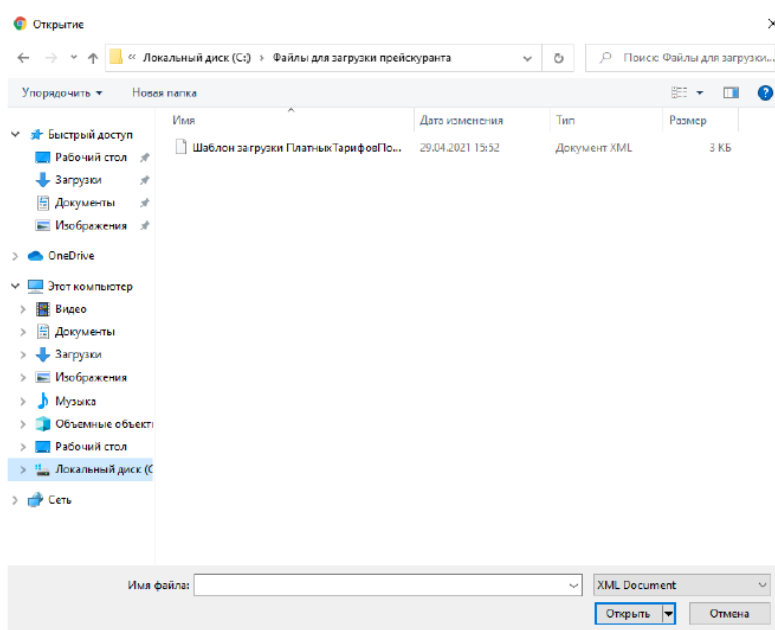 Открытие
« Локальный диск (C:) › Файлы для загрузки прейскуранта
Поиск: Файлы для загрузки...
Упорядочить
Новая папка
Имя
Дата изменения
Тип
Размер
Шаблон загрузки ПлатныхТарифовПо...
29.04.2021 15:52
Документ XML
3 КБ
Быстрый доступ
Рабочий стол
Загрузки
Документы
Изображения
OneDrive
Этот компьютер
Видео
Документы
Загрузки
Изображения
Музыка
Объемные объекты
Рабочий стол
Локальный диск (C
Сеть
Имя файла:
XML Document
Открыть
Отмена